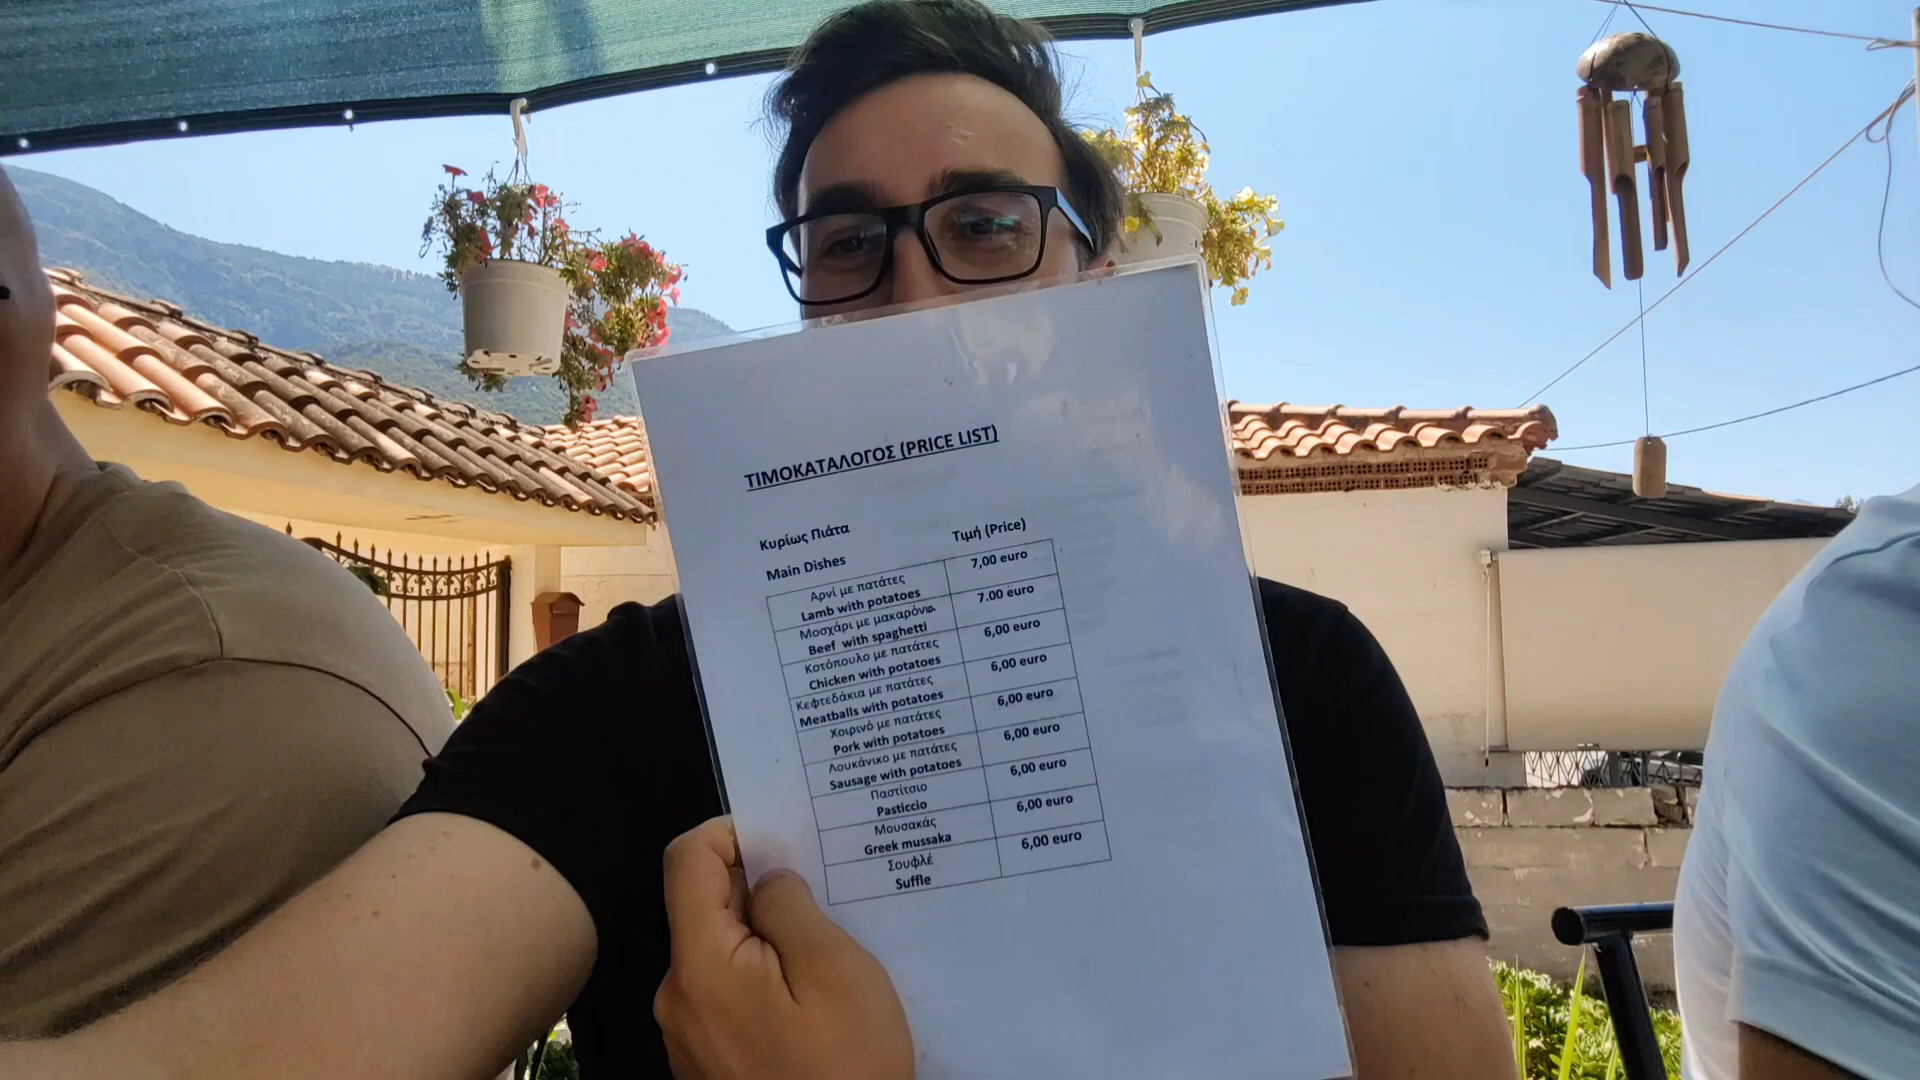 ΤΙΜΟΚΑΤΑΛΟΓΟΣ (PRICE LIST)
Κυρίως Πιάτα
Τιμή (Price)
Main Dishes
Αρνί με πατάτες
Lamb with potatoes
7,00 euro
Μοσχάρι με μακαρόνια
Beef with spaghetti
7.00 euro
Κοτόπουλο με πατάτες
Chicken with potatoes
6,00 euro
Κεφτεδάκια με πατάτες
Meatballs with potatoes
6,00 euro
Χοιρινό με πατάτες
Pork with potatoes
6,00 euro
Λουκάνικο με πατάτες
Sausage with potatoes
6,00 euro
Παστίτσιο
Pasticcio
6,00 euro
Μουσακάς
Greek mussaka
6,00 euro
Σουφλέ
Suffle
6,00 euro